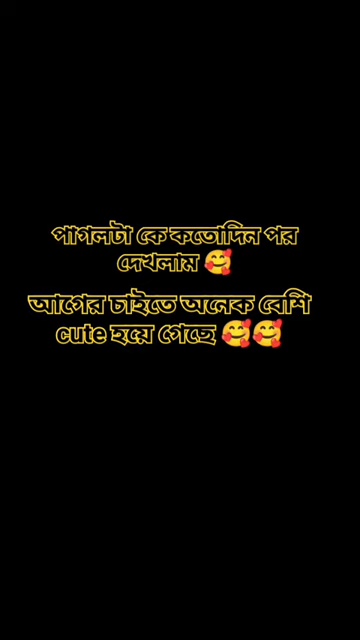 পাগলটা কে কতোদিন পর
দেখলাম 🥰
আগের চাইতে অনেক বেশি
cute হয়ে গেছে 🥰🥰